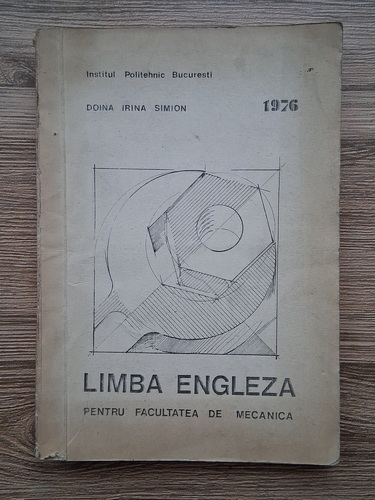 Institul Politehnic Bucuresti
DOINA IRINA SIMION 1976
LIMBA ENGLEZA
PENTRU FACULTATEA DE MECANICA